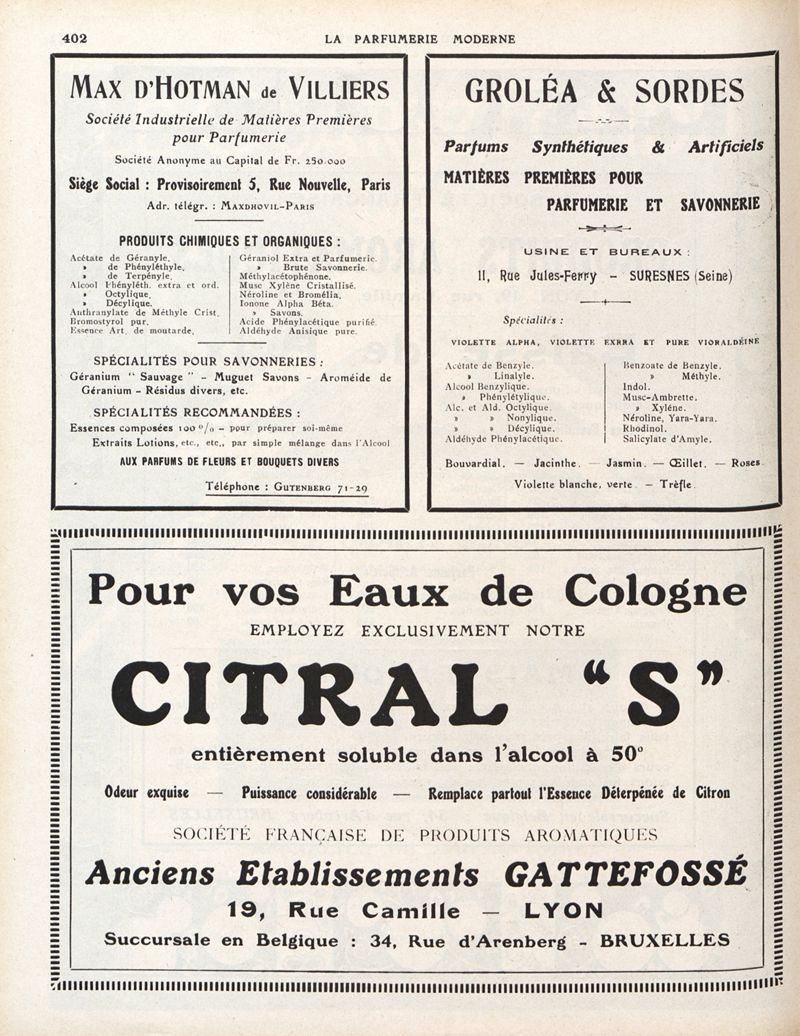 402
LA PARFUMERIE MODERNE
MAX D'HOTMAN de VILLIERS
Société Industrielle de Matières Premières
pour Parfumerie
Société Anonyme au Capital de Fr. 250.000
Siège Social : Provisoirement 5, Rue Nouvelle, Paris
Adr. télégr. : MAXDHOVIL-PARIS
PRODUITS CHIMIQUES ET ORGANIQUES :
Acétate de Géranyle.
» de Phényléthyle.
» de Terpényle.
Alcool Phényléth. extra et ord.
» Octylique.
» Décylique.
Anthranylate de Méthyle Crist.
Bromostyrol pur.
Essence Art. de moutarde.
Géraniol Extra et Parfumerie.
» Brute Savonnerie.
Méthylacétophénone.
Musc Xylène Cristallisé.
Néroline et Bromélia.
Ionone Alpha Béta.
» Savons.
Acide Phénylacétique purifié.
Aldéhyde Anisique pure.
SPÉCIALITÉS POUR SAVONNERIES :
Géranium "Sauvage" - Muguet Savons - Aroméide de
Géranium - Résidus divers, etc.
SPÉCIALITÉS RECOMMANDÉES :
Essences composées 100 % - pour préparer soi-même
Extraits Lotions, etc., etc., par simple mélange dans l'Alcool
AUX PARFUMS DE FLEURS ET BOUQUETS DIVERS
Téléphone : GUTENBERG 71-29
GROLÉA & SORDES
Parfums Synthétiques & Artificiels
MATIÈRES PREMIÈRES POUR
PARFUMERIE ET SAVONNERIE
USINE ET BUREAUX :
11, Rue Jules-Ferry - SURESNES (Seine)
Spécialités :
VIOLETTE ALPHA, VIOLETTE EXRRA ET PURE VIORALDÉINE
Acétate de Benzyle.
» Linalyle.
Alcool Benzylique.
» Phénylétylique.
Alc. et Ald. Octylique.
» » Nonylique.
» » Décylique.
Aldéhyde Phénylacétique.
Benzoate de Benzyle.
» Méthyle.
Indol.
Musc-Ambrette.
» Xyléne.
Néroline, Yara-Yara.
Rhodinol.
Salicylate d'Amyle.
Bouvardial. — Jacinthe. — Jasmin. — Œillet. — Roses
Violette blanche, verte. — Trèfle.
Pour vos Eaux de Cologne
EMPLOYEZ EXCLUSIVEMENT NOTRE
CITRAL "S"
entièrement soluble dans l'alcool à 50°
Odeur exquise — Puissance considérable — Remplace partout l'Essence Déterpénée de Citron
SOCIÉTÉ FRANÇAISE DE PRODUITS AROMATIQUES
Anciens Etablissements GATTEFOSSÉ
19, Rue Camille — LYON
Succursale en Belgique : 34, Rue d'Arenberg - BRUXELLES